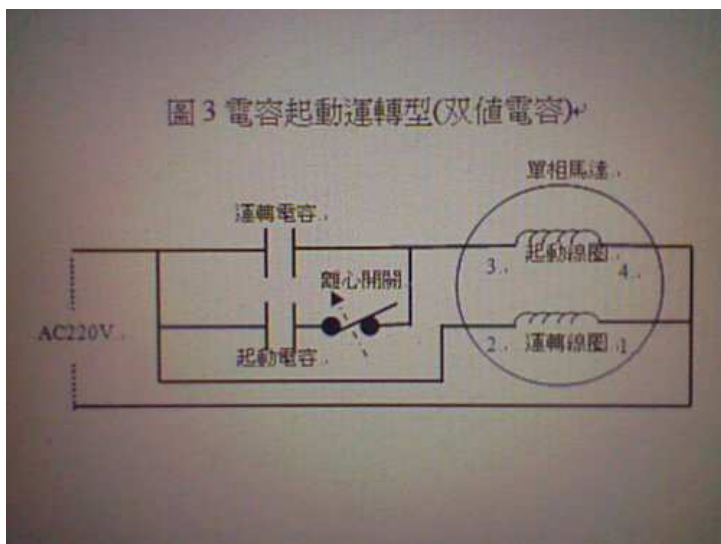 圖 3 電容起動運轉型(双值電容)↵
單相馬達
運轉電容
3. 起動線圈 4.
離心開關
AC220V
起動電容
2. 運轉線圈 1